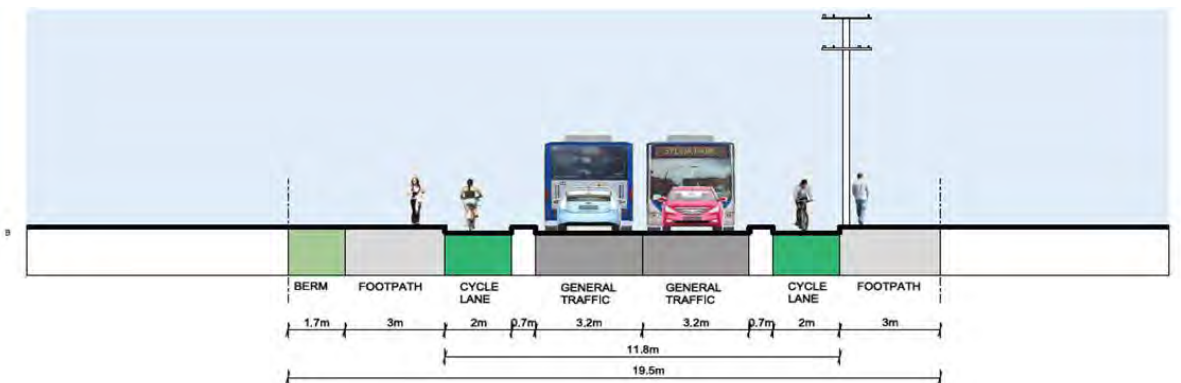 BERM
FOOTPATH
CYCLE
LANE
GENERAL
TRAFFIC
GENERAL
TRAFFIC
CYCLE
LANE
FOOTPATH
1.7m
3m
2m
0.7m
3.2m
3.2m
0.7m
2m
3m
11.8m
19.5m